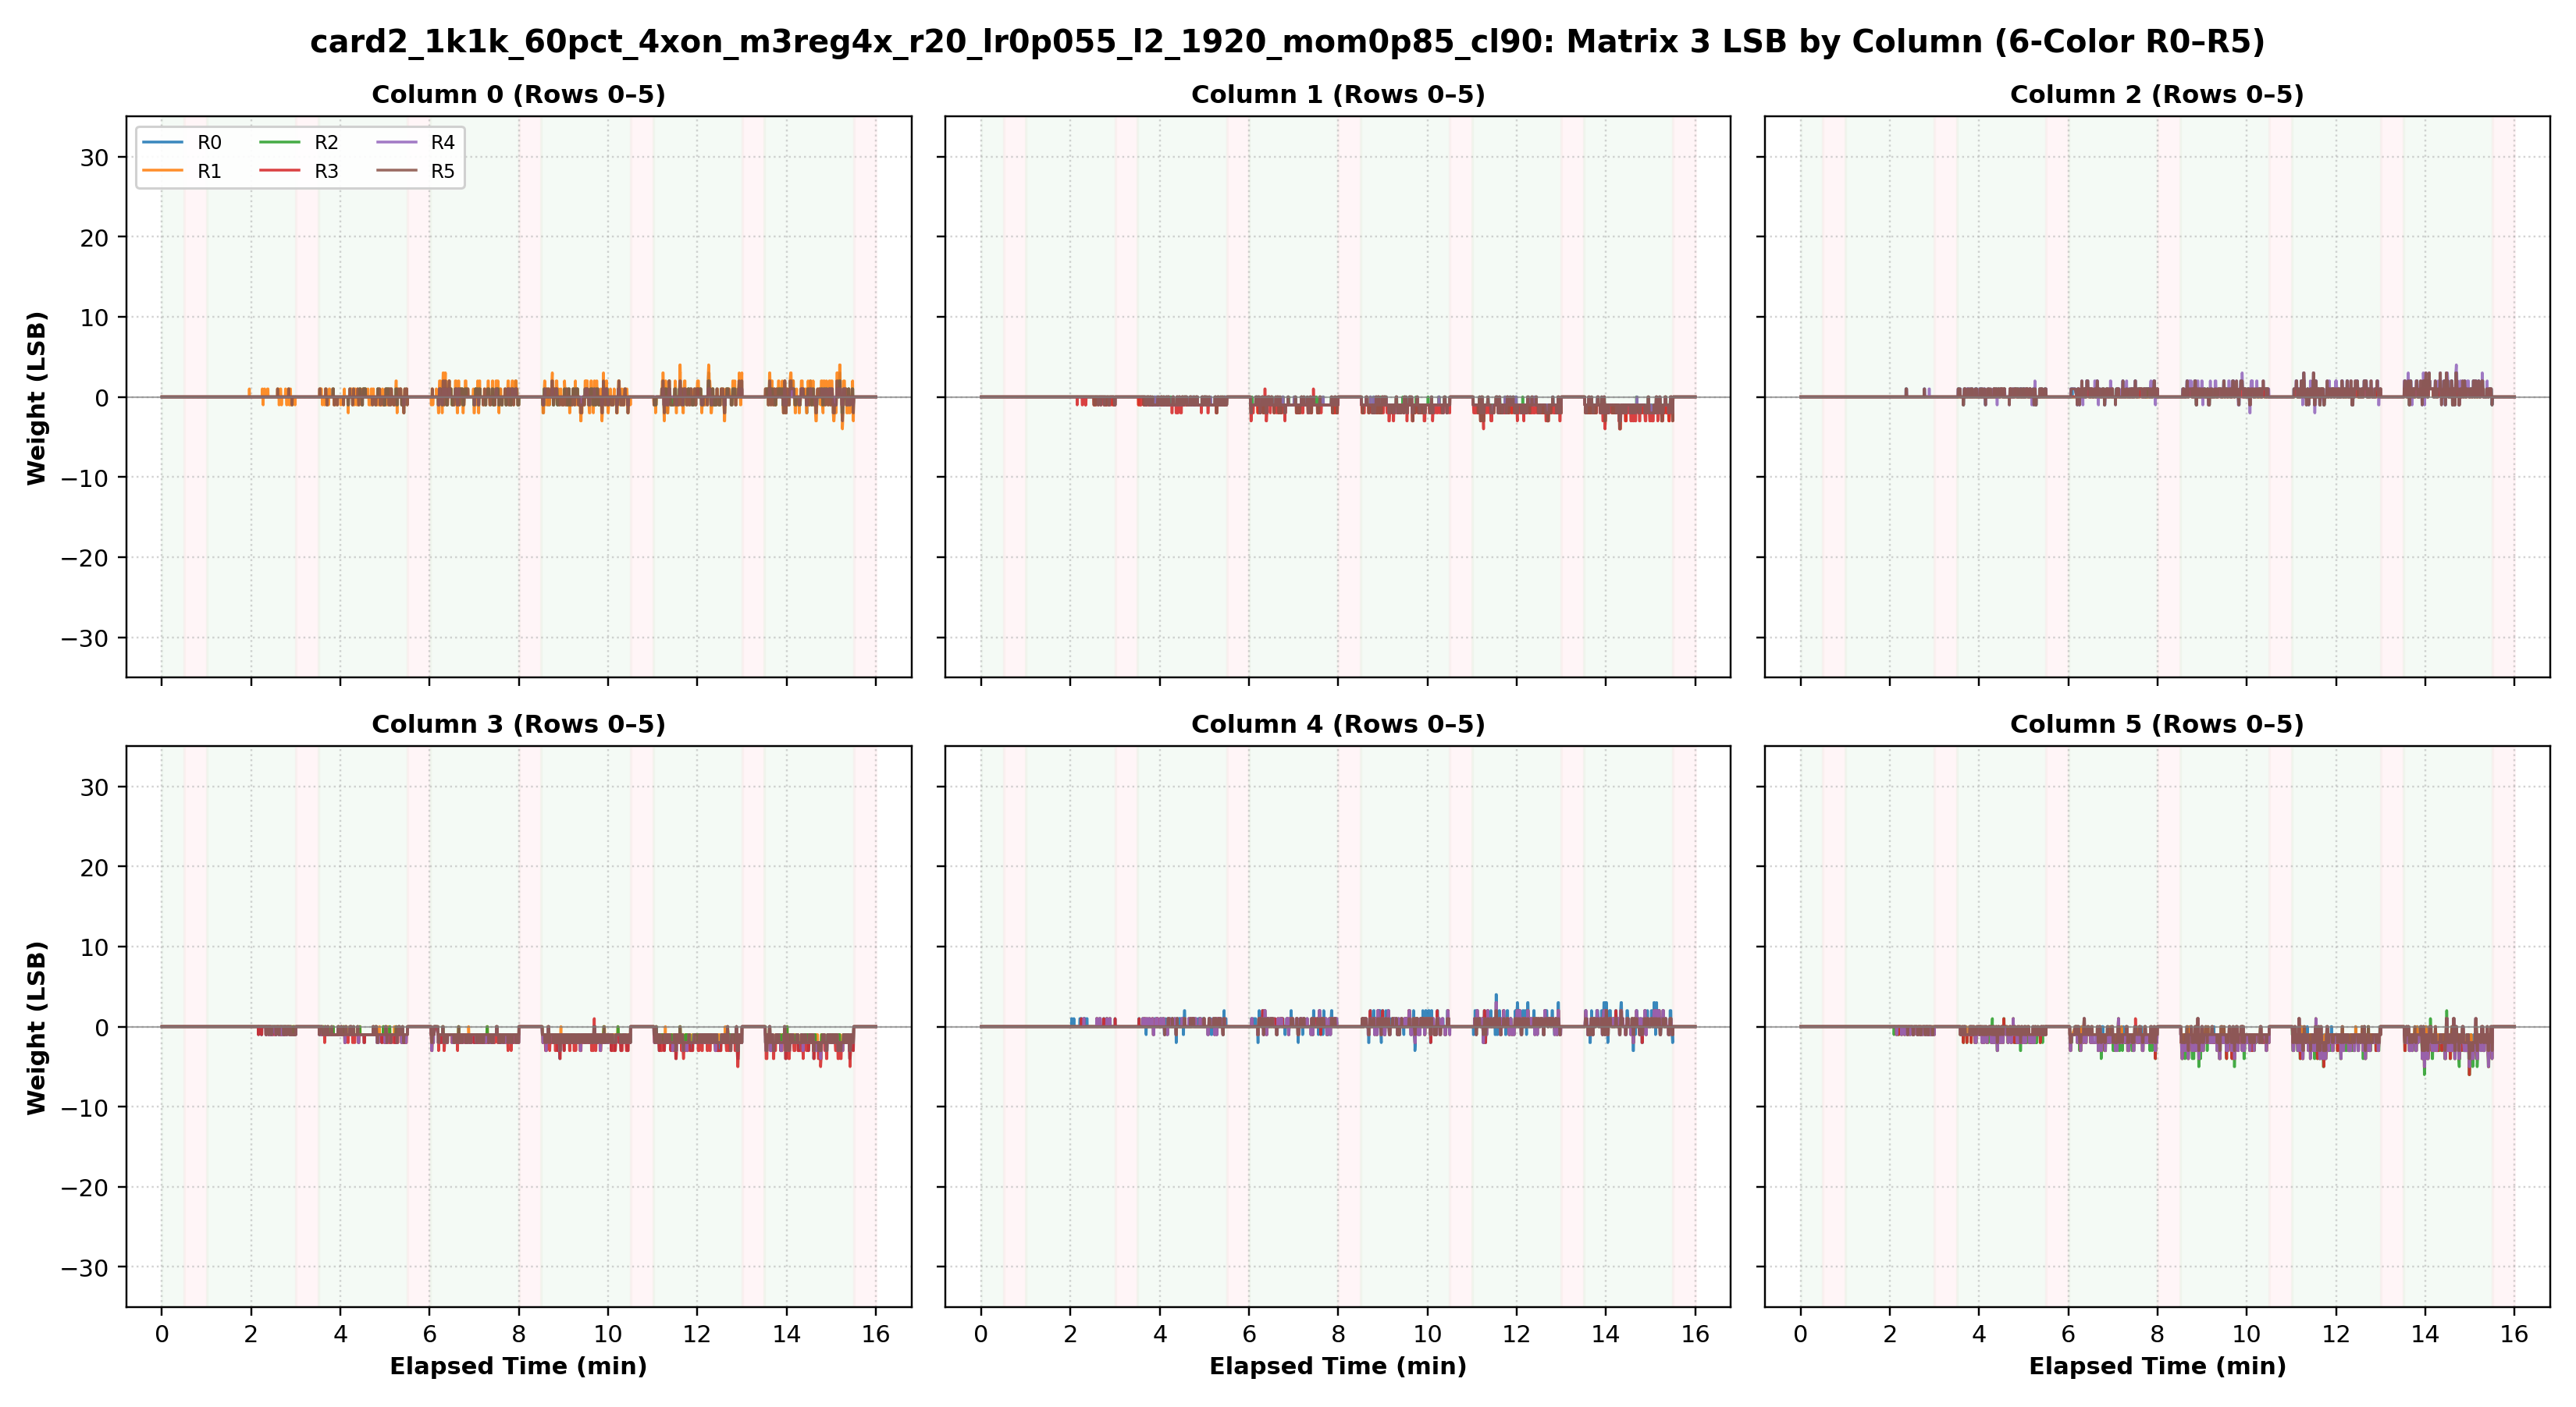 card2_1k1k_60pct_4xon_m3reg4x_r20_lr0p055_l2_1920_mom0p85_cl90: Matrix 3 LSB by Column (6-Color R0–R5)
Column 0 (Rows 0–5)
Column 1 (Rows 0–5)
Column 2 (Rows 0–5)
R0 R2 R4
R1 R3 R5
30
20
10
0
−10
−20
−30
Weight (LSB)
Column 3 (Rows 0–5)
Column 4 (Rows 0–5)
Column 5 (Rows 0–5)
30
20
10
0
−10
−20
−30
Weight (LSB)
0 2 4 6 8 10 12 14 16
0 2 4 6 8 10 12 14 16
0 2 4 6 8 10 12 14 16
Elapsed Time (min)
Elapsed Time (min)
Elapsed Time (min)